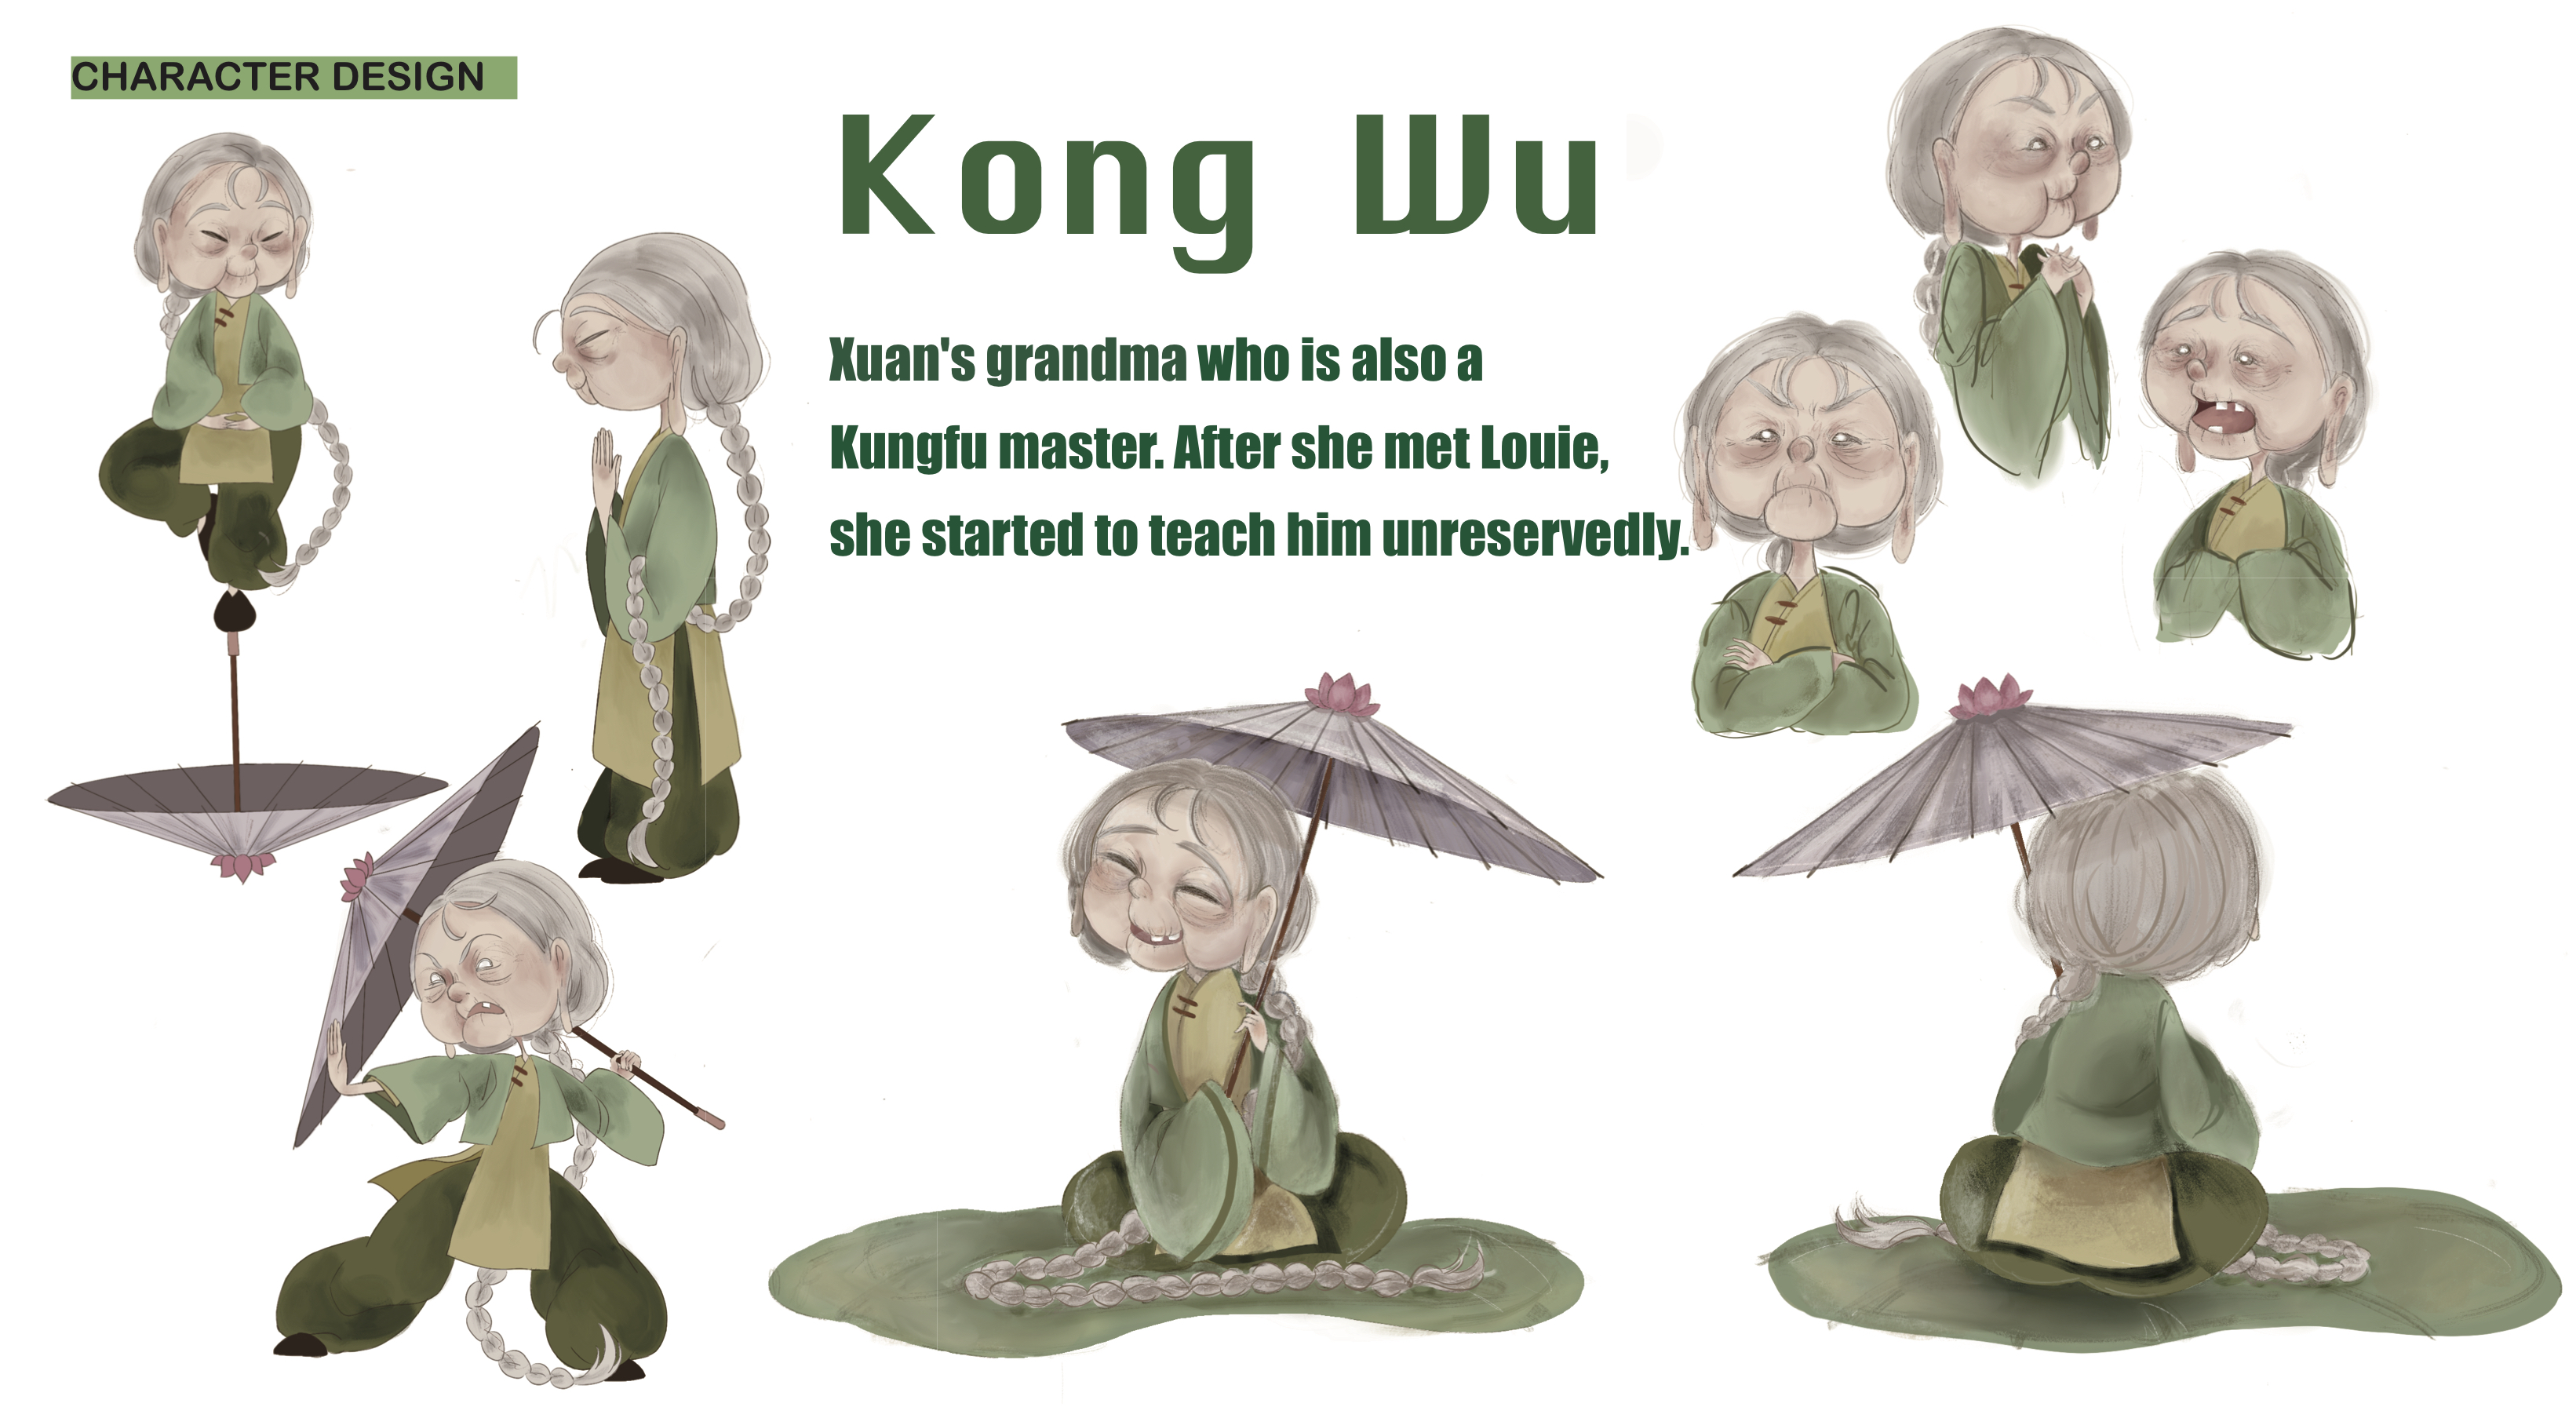 CHARACTER DESIGN
Kong Wu
Xuan's grandma who is also a
Kungfu master. After she met Louie,
she started to teach him unreservedly.